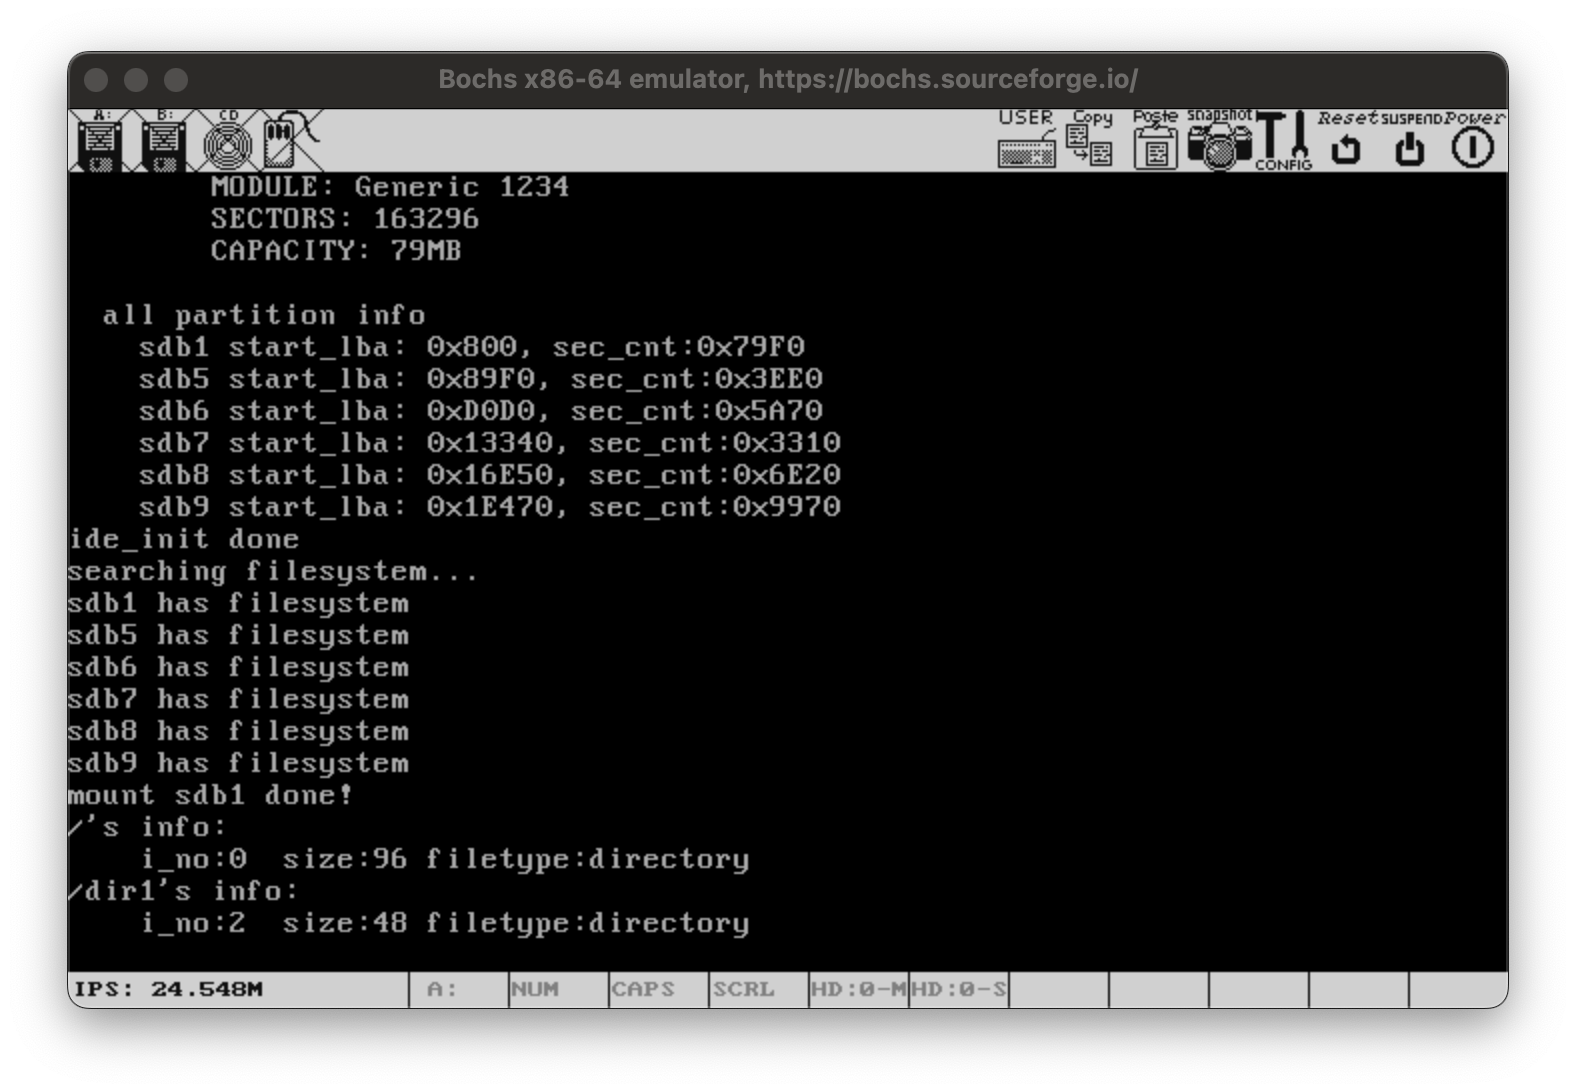 Bochs x86-64 emulator, https://bochs.sourceforge.io/
A: B: CD USER Copy Paste snapshot CONFIG Reset SUSPEND Power
MODULE: Generic 1234
SECTORS: 163296
CAPACITY: 79MB
all partition info
sdb1 start_lba: 0x800, sec_cnt:0x79F0
sdb5 start_lba: 0x89F0, sec_cnt:0x3EE0
sdb6 start_lba: 0xD0D0, sec_cnt:0x5A70
sdb7 start_lba: 0x13340, sec_cnt:0x3310
sdb8 start_lba: 0x16E50, sec_cnt:0x6E20
sdb9 start_lba: 0x1E470, sec_cnt:0x9970
ide_init done
searching filesystem...
sdb1 has filesystem
sdb5 has filesystem
sdb6 has filesystem
sdb7 has filesystem
sdb8 has filesystem
sdb9 has filesystem
mount sdb1 done!
/'s info:
i_no:0  size:96 filetype:directory
/dir1's info:
i_no:2  size:48 filetype:directory
IPS: 24.548M A: NUM CAPS SCRL HD:0-M HD:0-S